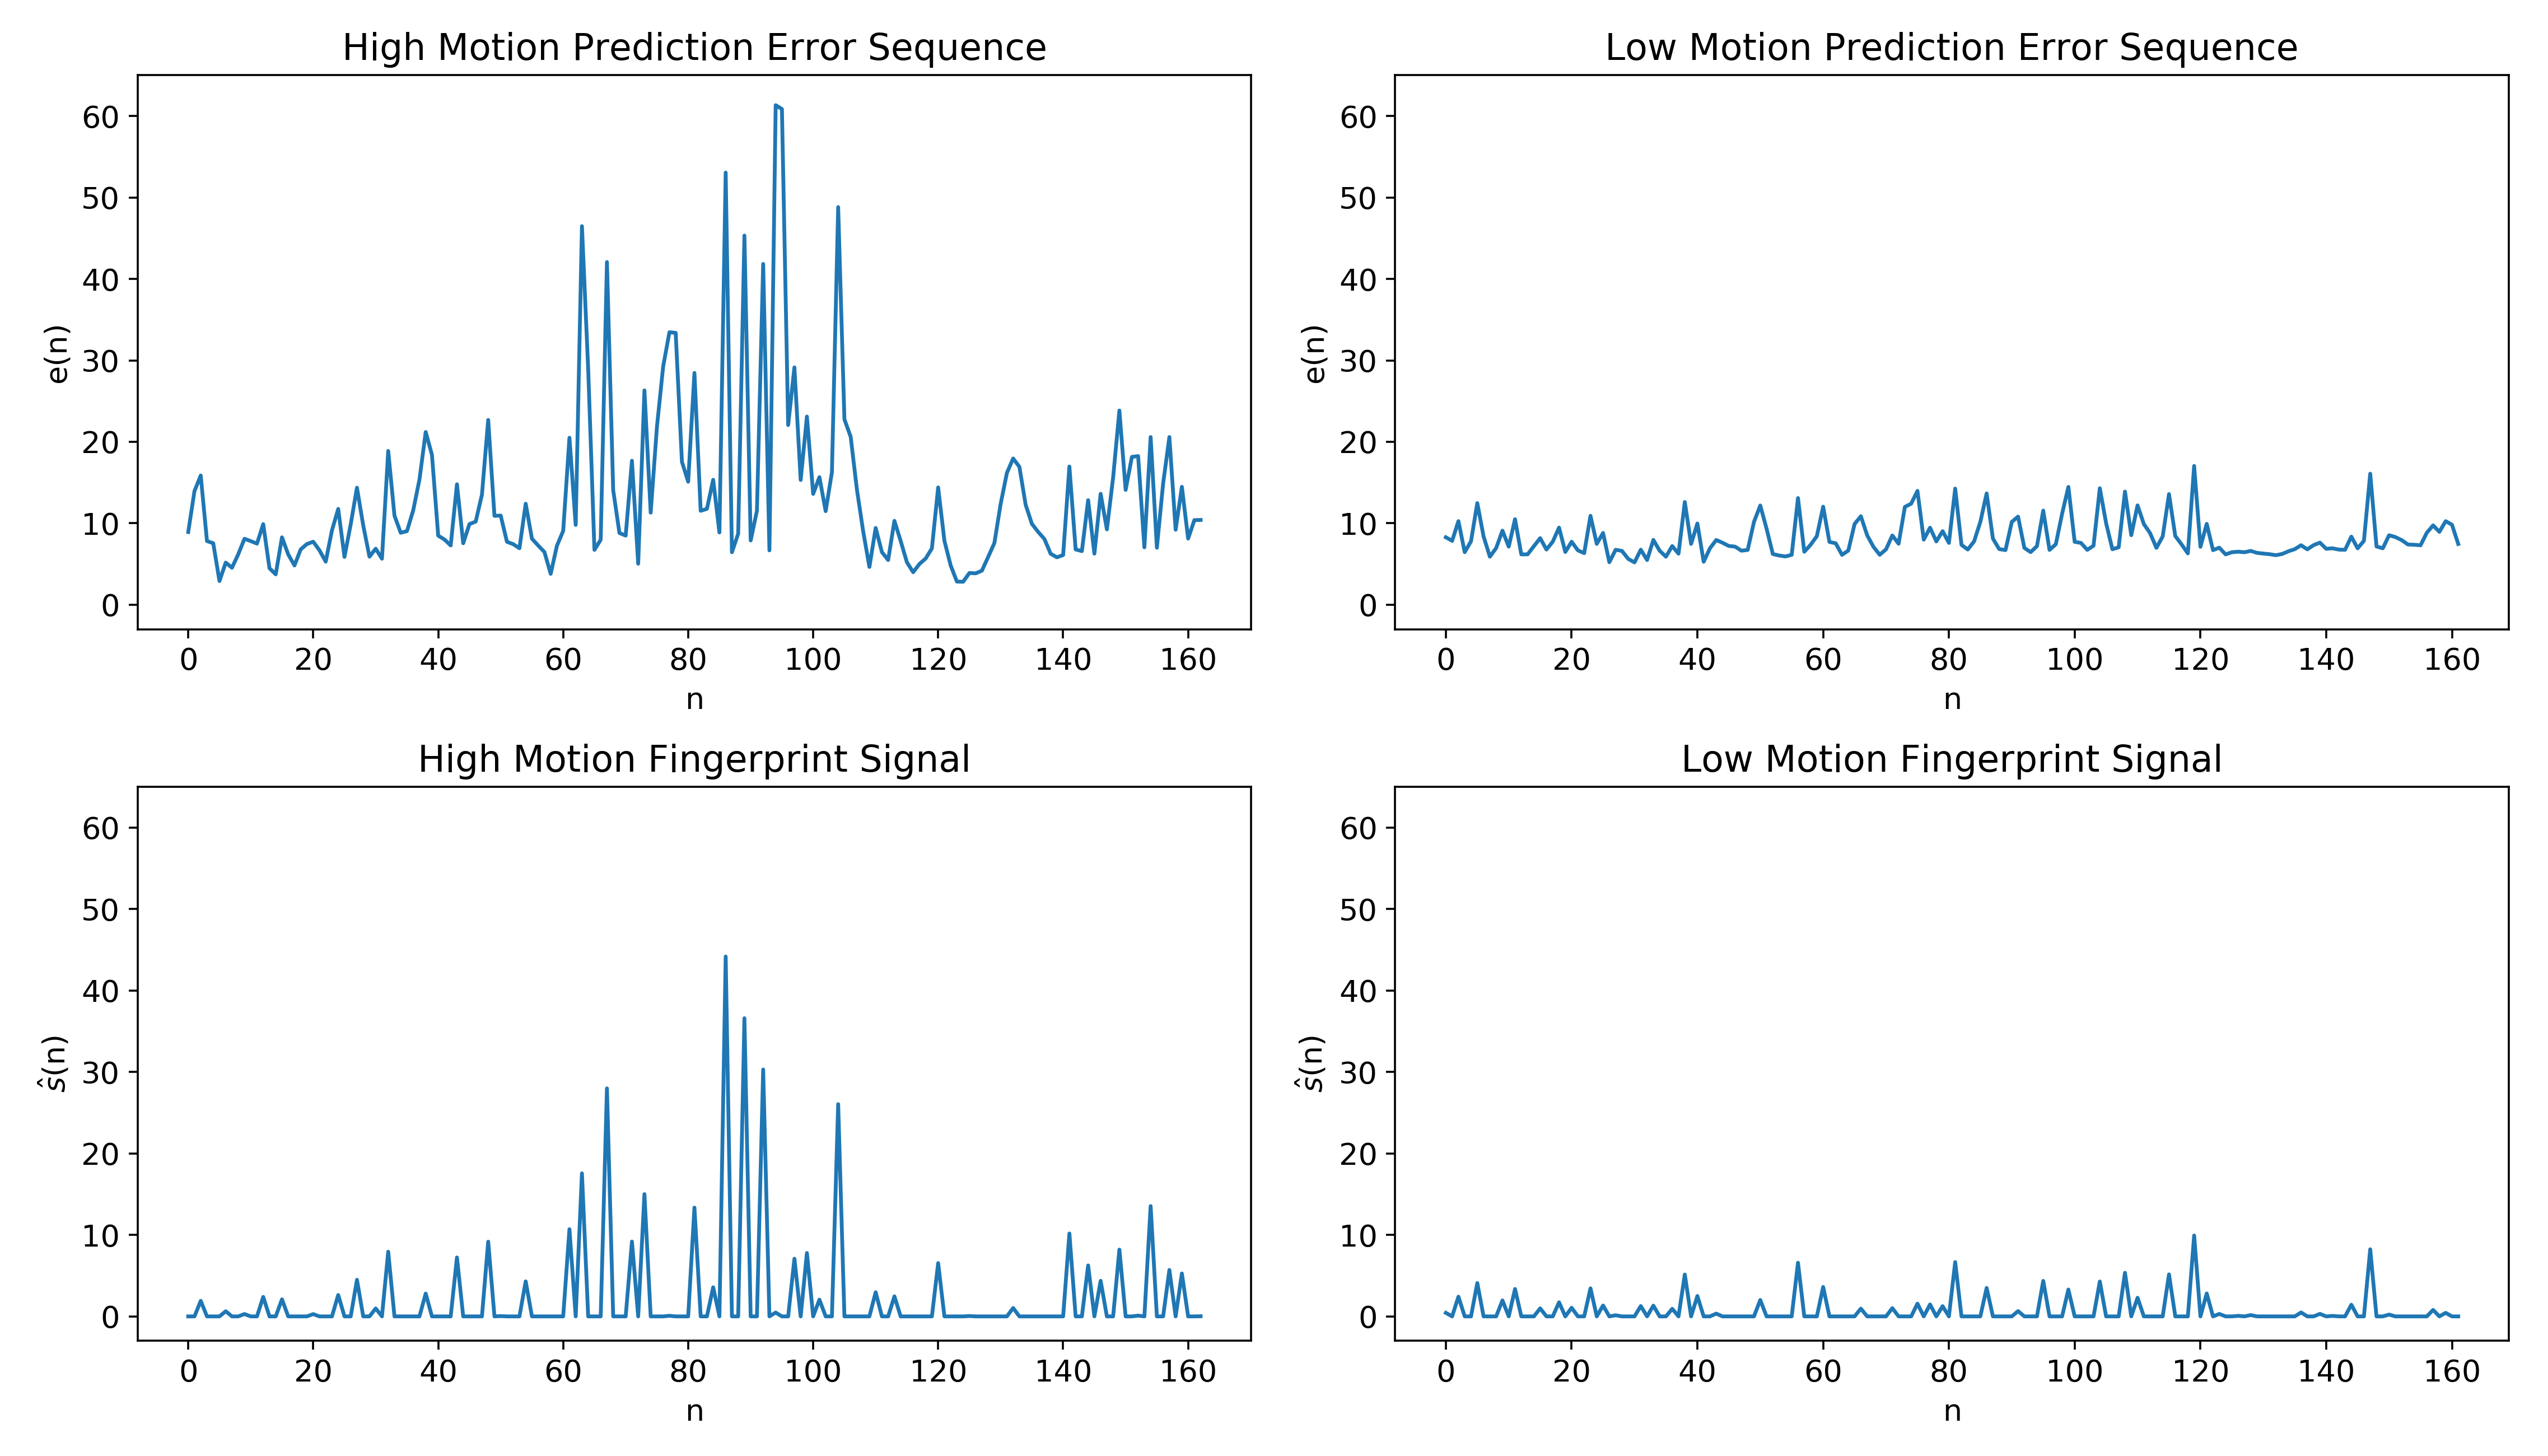 High Motion Prediction Error Sequence
60
50
40
30
20
10
0
e(n)
0 20 40 60 80 100 120 140 160
n
Low Motion Prediction Error Sequence
60
50
40
30
20
10
0
e(n)
0 20 40 60 80 100 120 140 160
n
High Motion Fingerprint Signal
60
50
40
30
20
10
0
ŝ(n)
0 20 40 60 80 100 120 140 160
n
Low Motion Fingerprint Signal
60
50
40
30
20
10
0
ŝ(n)
0 20 40 60 80 100 120 140 160
n